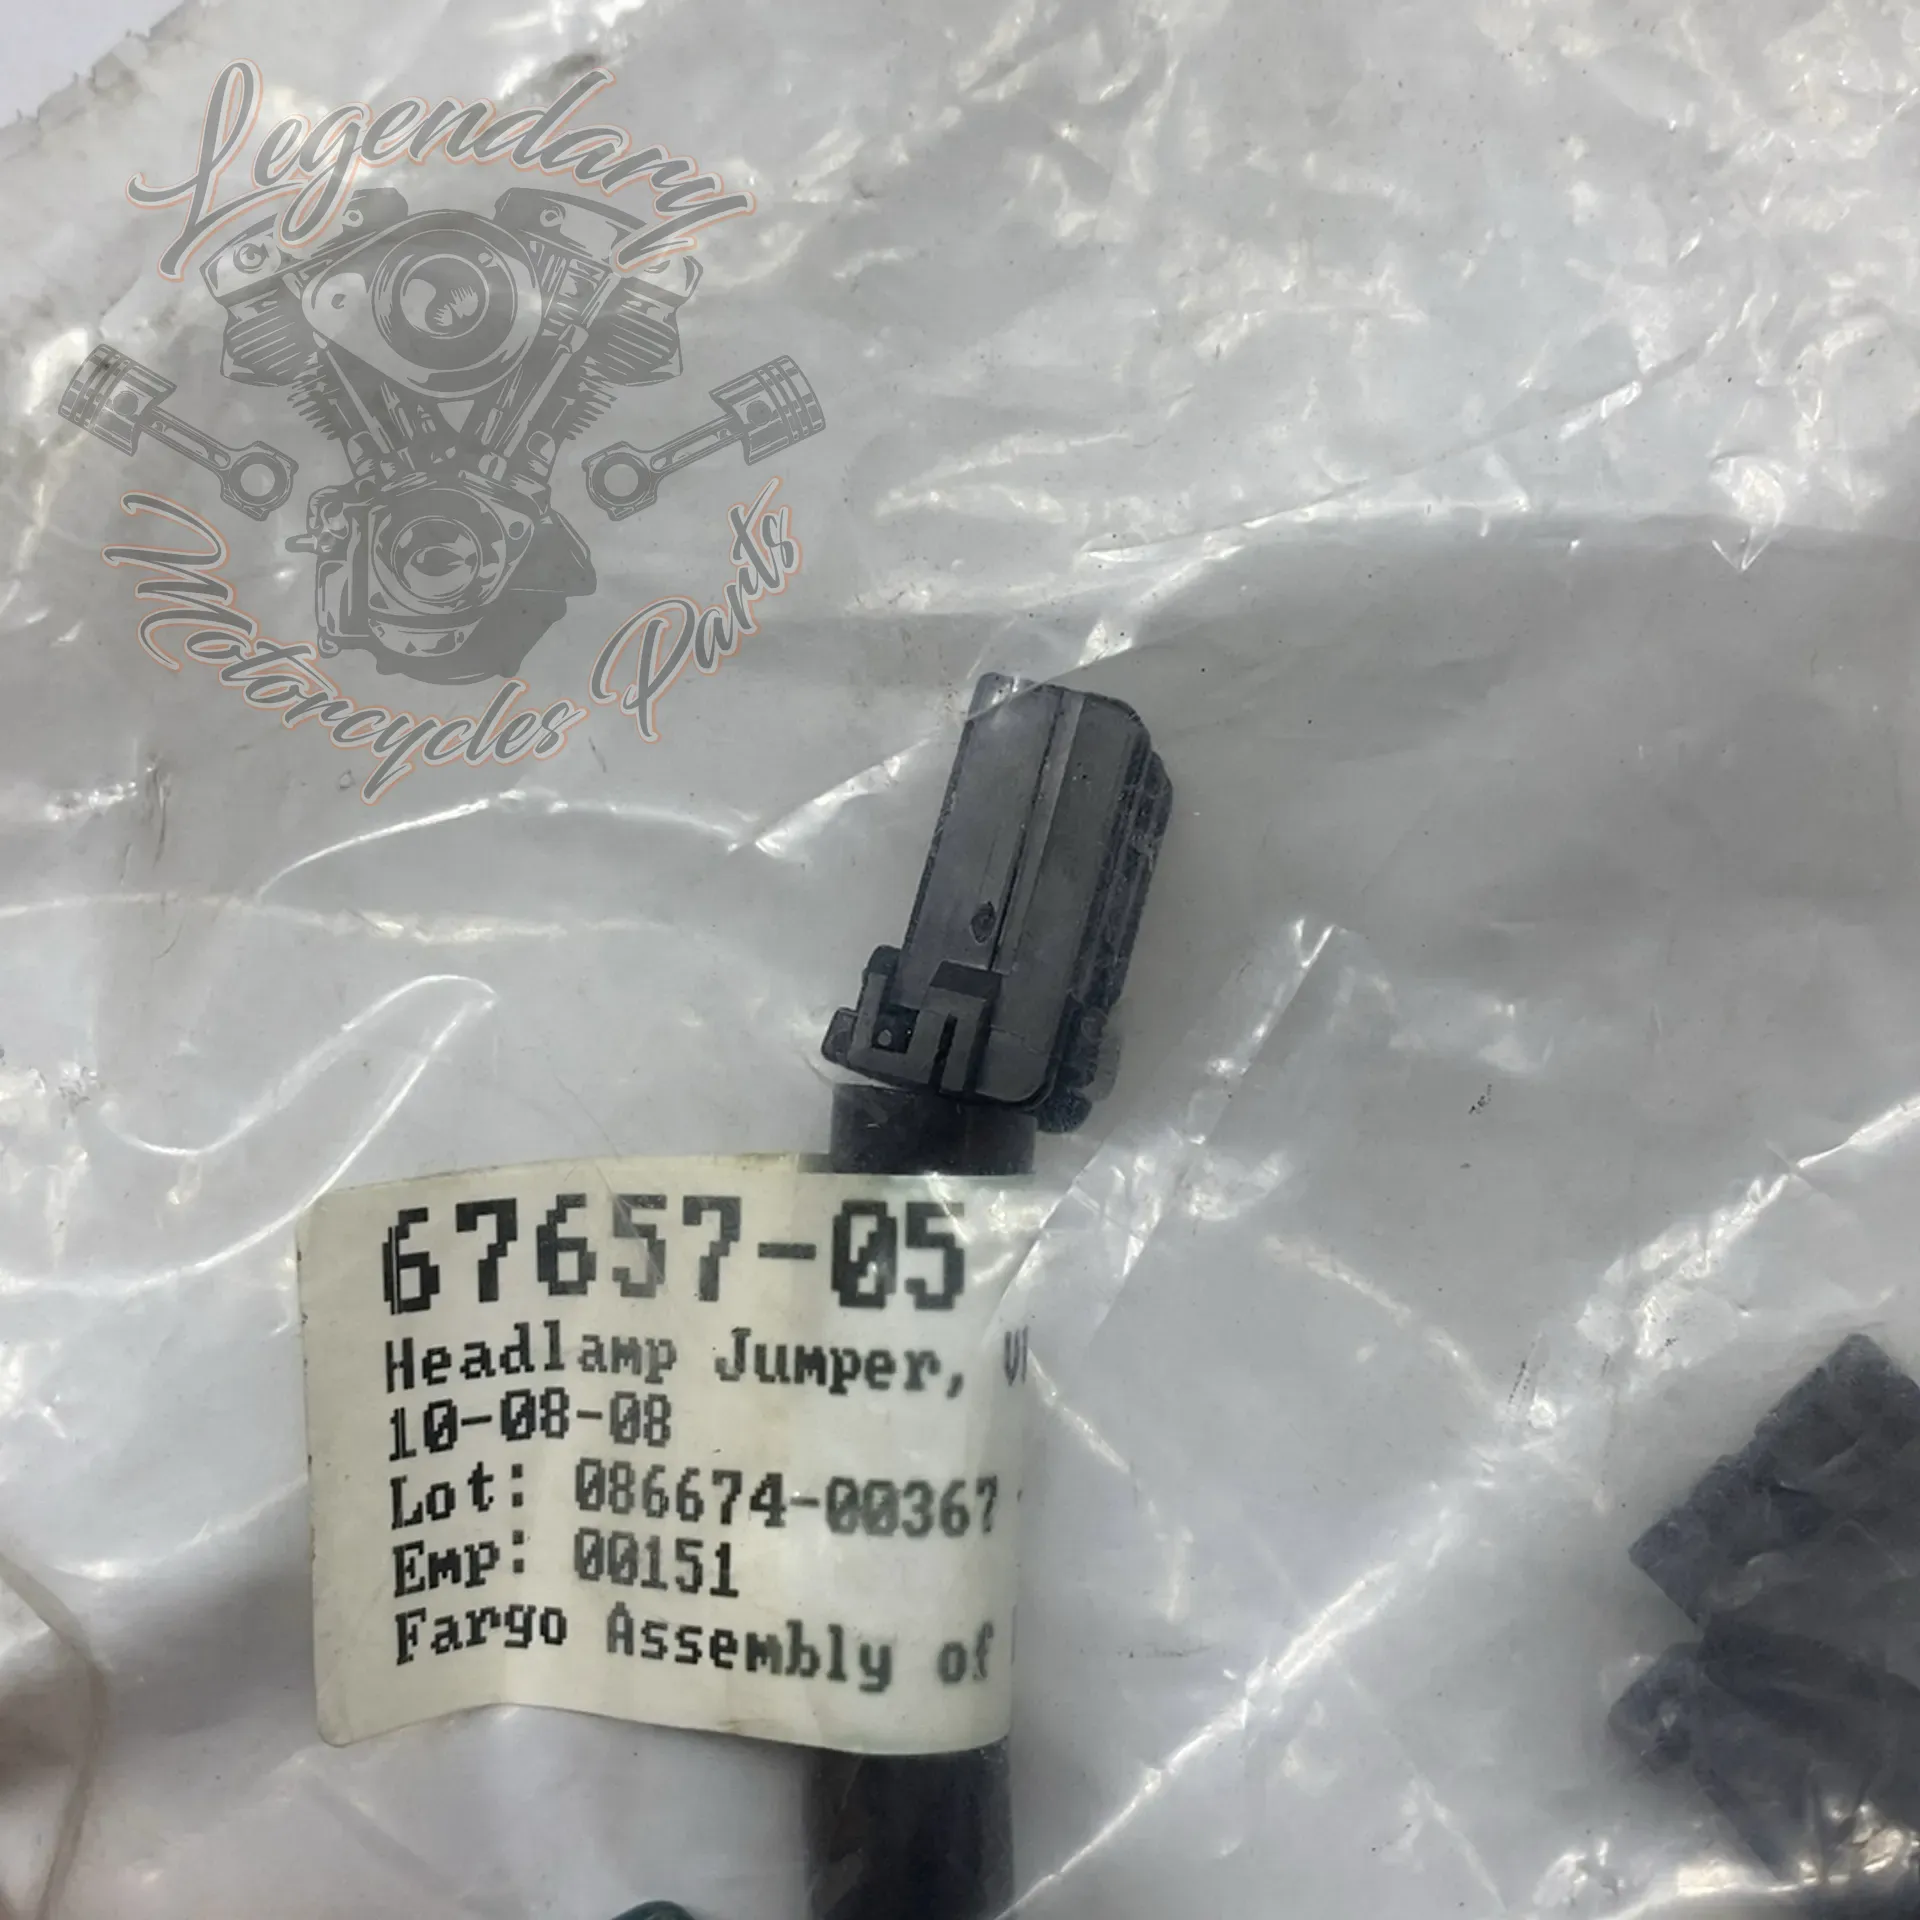 Legendary
Motorcycles Parts
67657-05
Headlamp Jumper,
10-08-08
Lot: 086674-00367
Emp: 00151
Fargo Assembly of